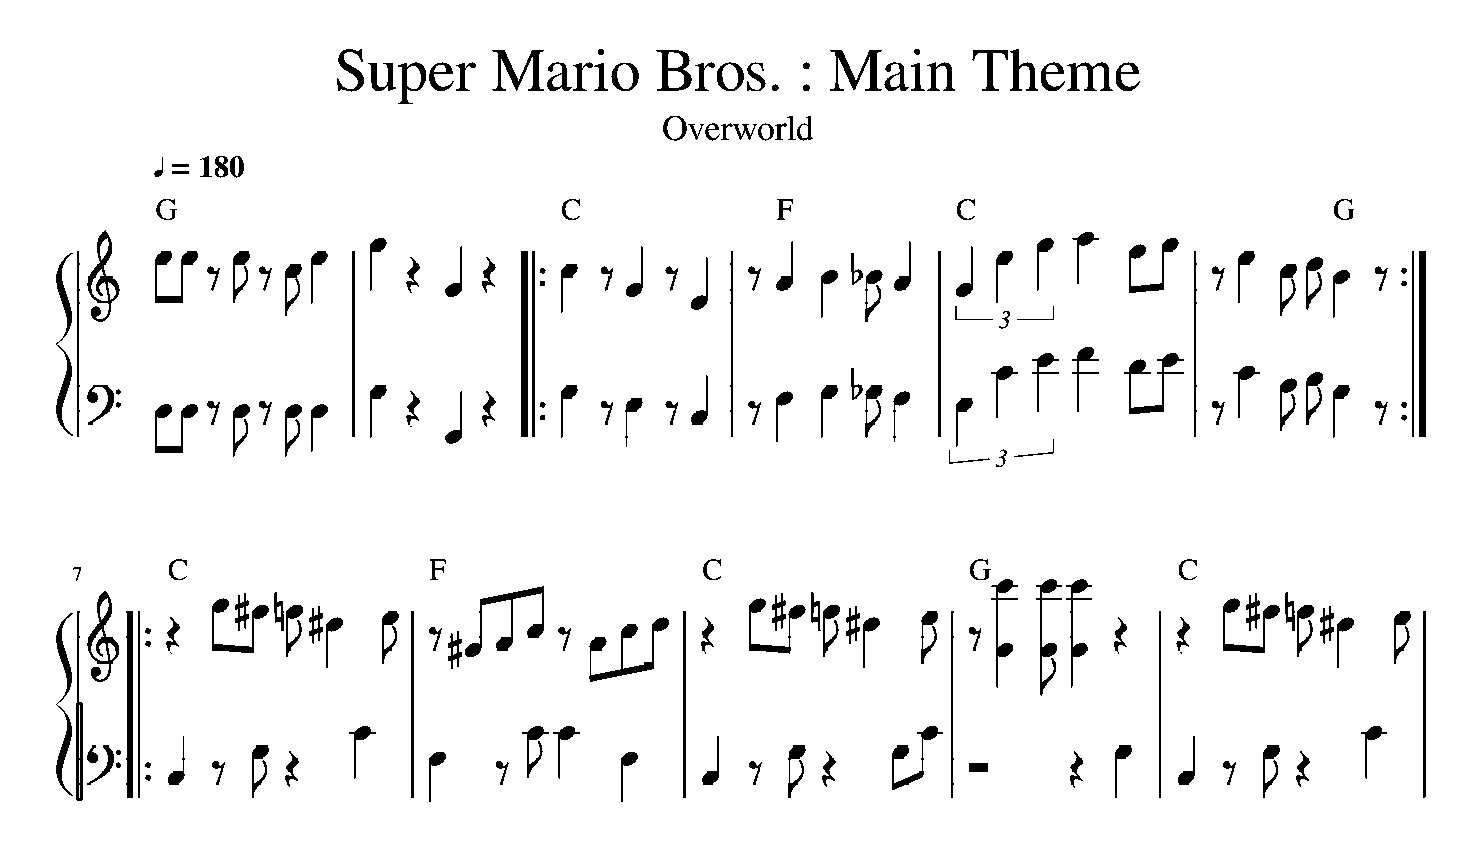 Super Mario Bros. : Main Theme
Overworld
♩ = 180
G C F C G
3
3
7 C F C G C